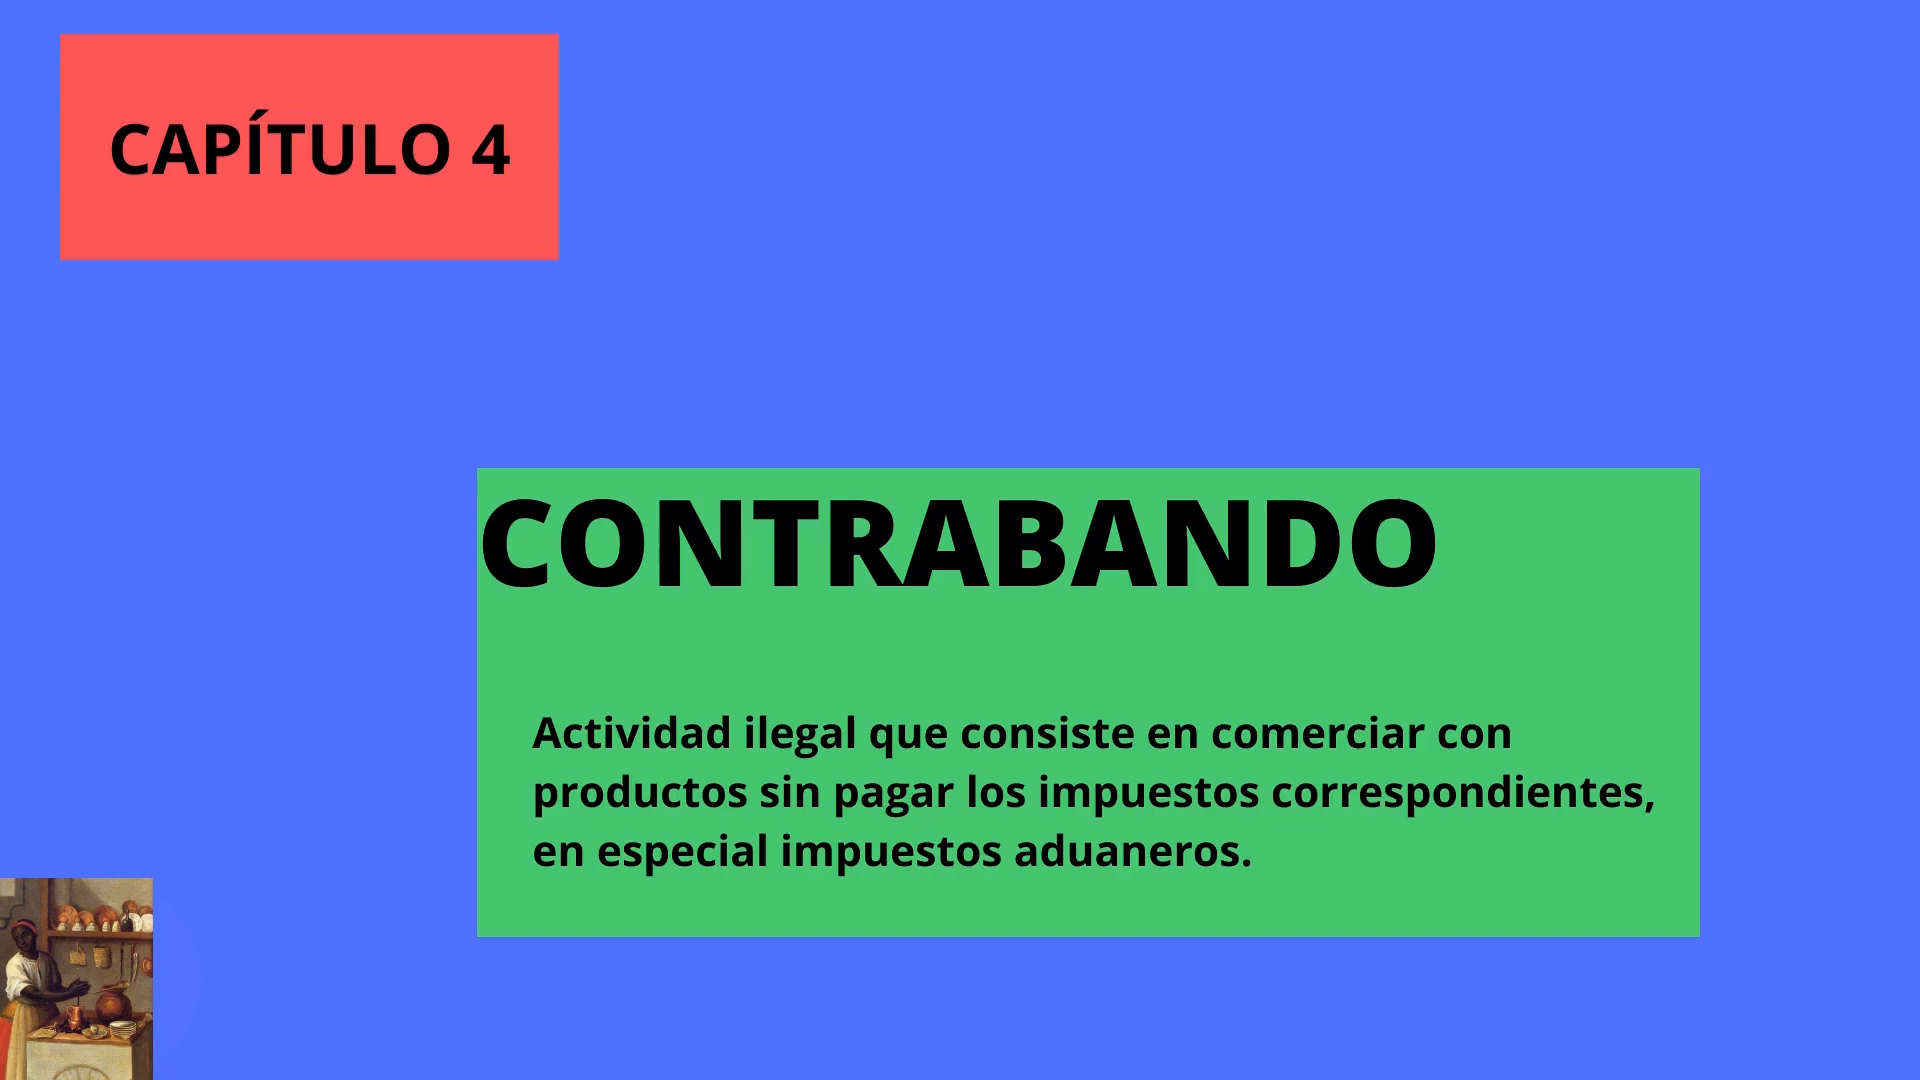 CAPÍTULO 4
CONTRABANDO
Actividad ilegal que consiste en comerciar con
productos sin pagar los impuestos correspondientes,
en especial impuestos aduaneros.